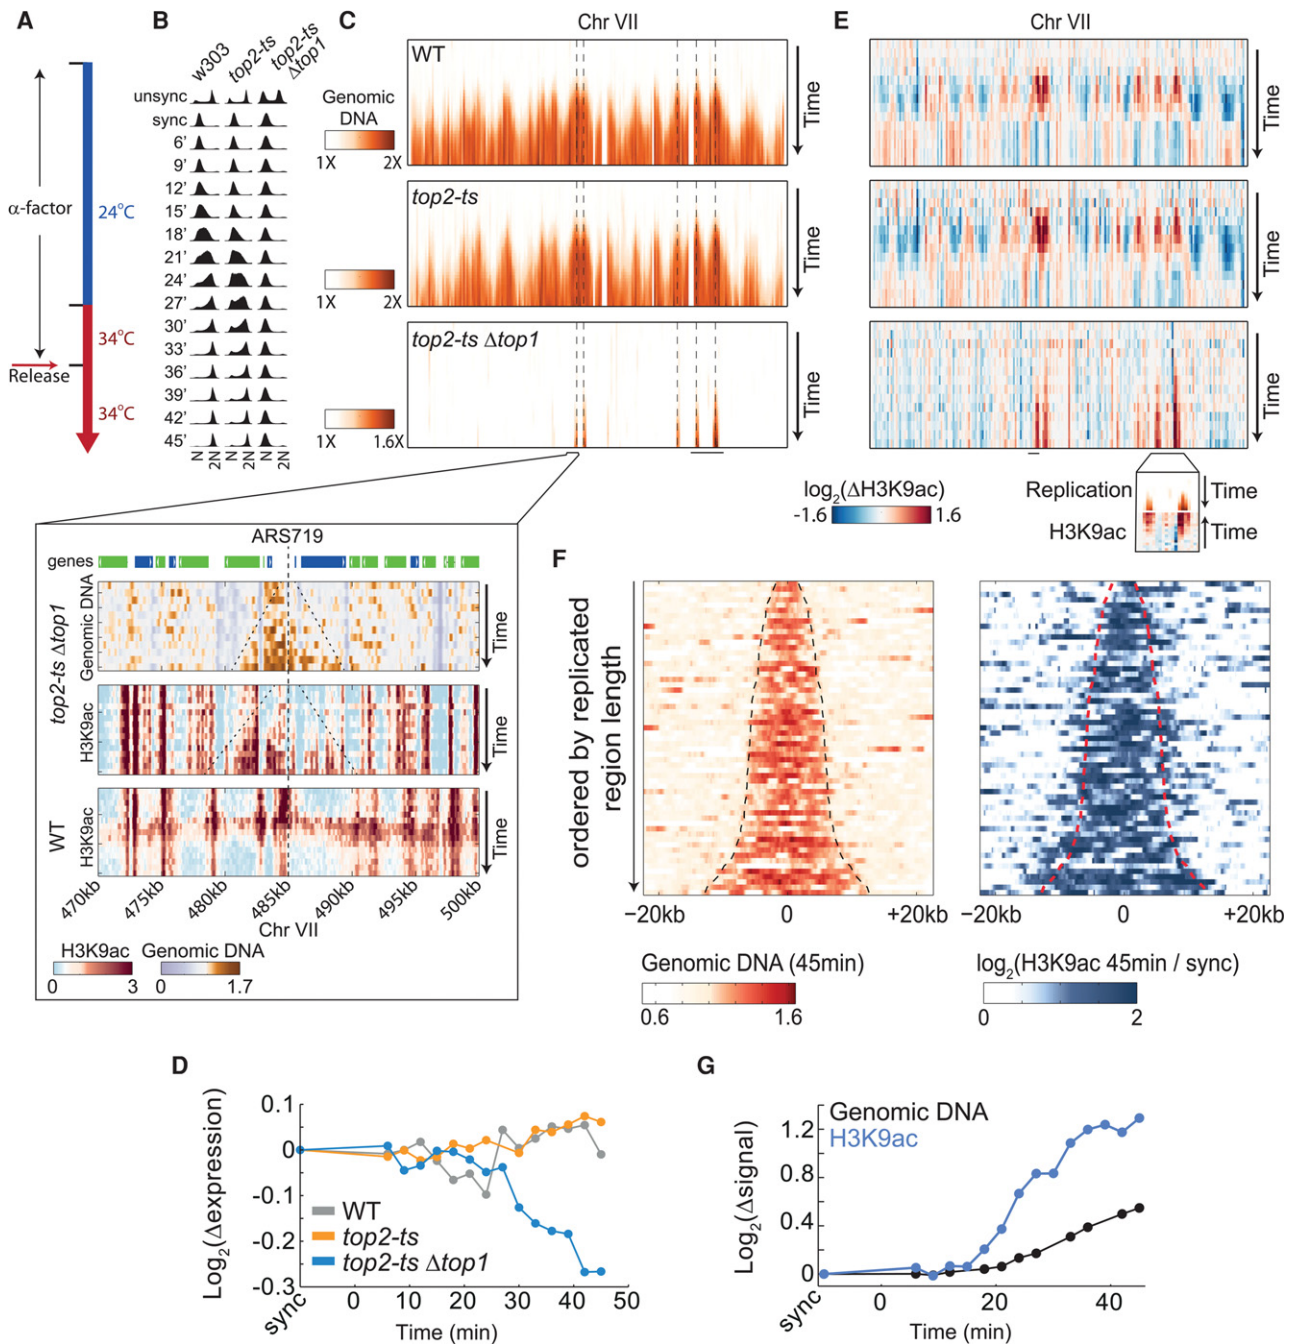 A
α-factor
24°C
34°C
Release
34°C
B
w303
top2-ts
top2-ts
Δtop1
unsync
sync
6'
9'
12'
15'
18'
21'
24'
27'
30'
33'
36'
39'
42'
45'
N 2N N 2N N 2N
C
Chr VII
WT
Genomic
DNA
1X 2X
Time
top2-ts
1X 2X
Time
top2-ts Δtop1
1X 1.6X
Time
E
Chr VII
Time
Time
Time
log2(ΔH3K9ac)
-1.6 1.6
Replication
Time
H3K9ac
Time
ARS719
genes
top2-ts Δtop1
Genomic DNA
Time
H3K9ac
Time
WT
H3K9ac
Time
470kb 475kb 480kb 485kb 490kb 495kb 500kb
Chr VII
H3K9ac
0 3
Genomic DNA
0 1.7
F
ordered by replicated
region length
−20kb 0 +20kb
−20kb 0 +20kb
Genomic DNA (45min)
0.6 1.6
log2(H3K9ac 45min / sync)
0 2
D
Log2(Δexpression)
0.1
0
-0.1
-0.2
-0.3
WT
top2-ts
top2-ts Δtop1
sync 0 10 20 30 40 50
Time (min)
G
Log2(Δsignal)
Genomic DNA
H3K9ac
1.2
0.8
0.4
0
sync 0 20 40
Time (min)